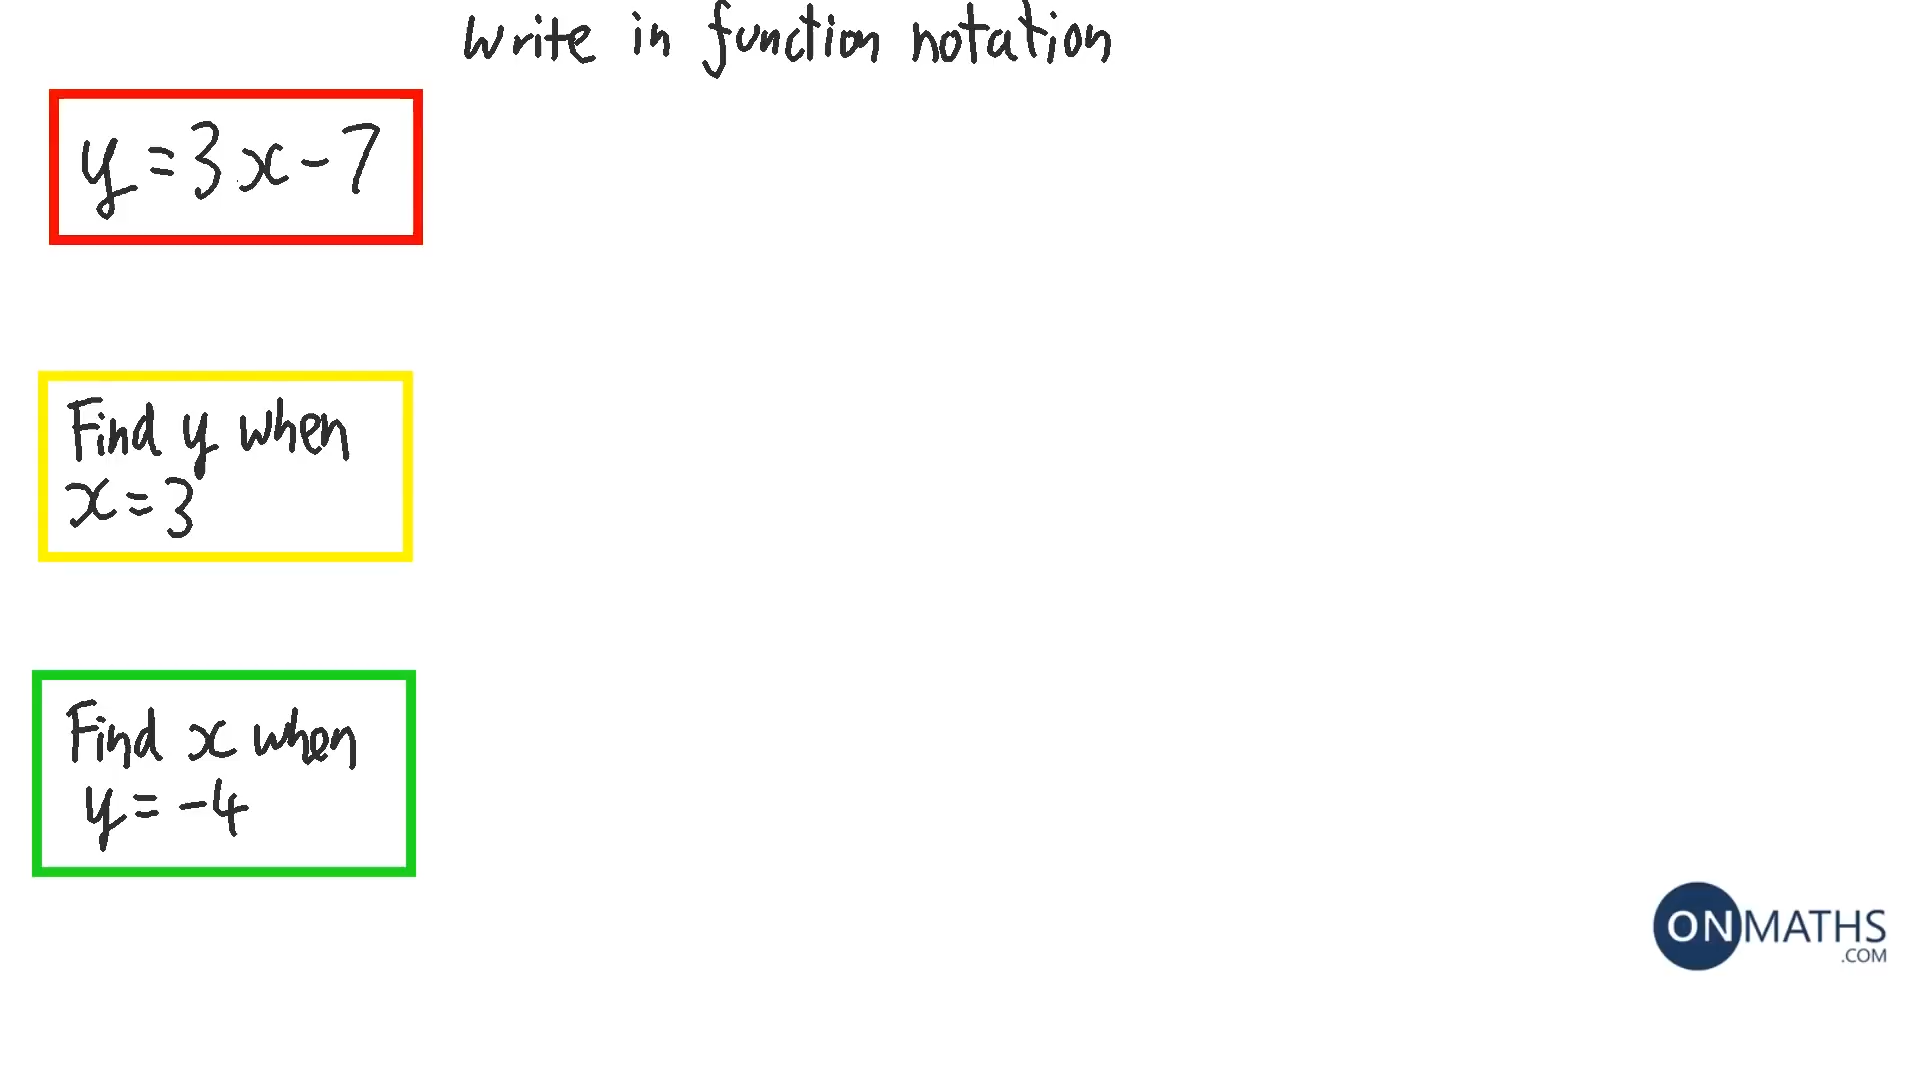 Write in function notation
y = 3x - 7
Find y when
x = 3
Find x when
y = -4
ONMATHS
.COM